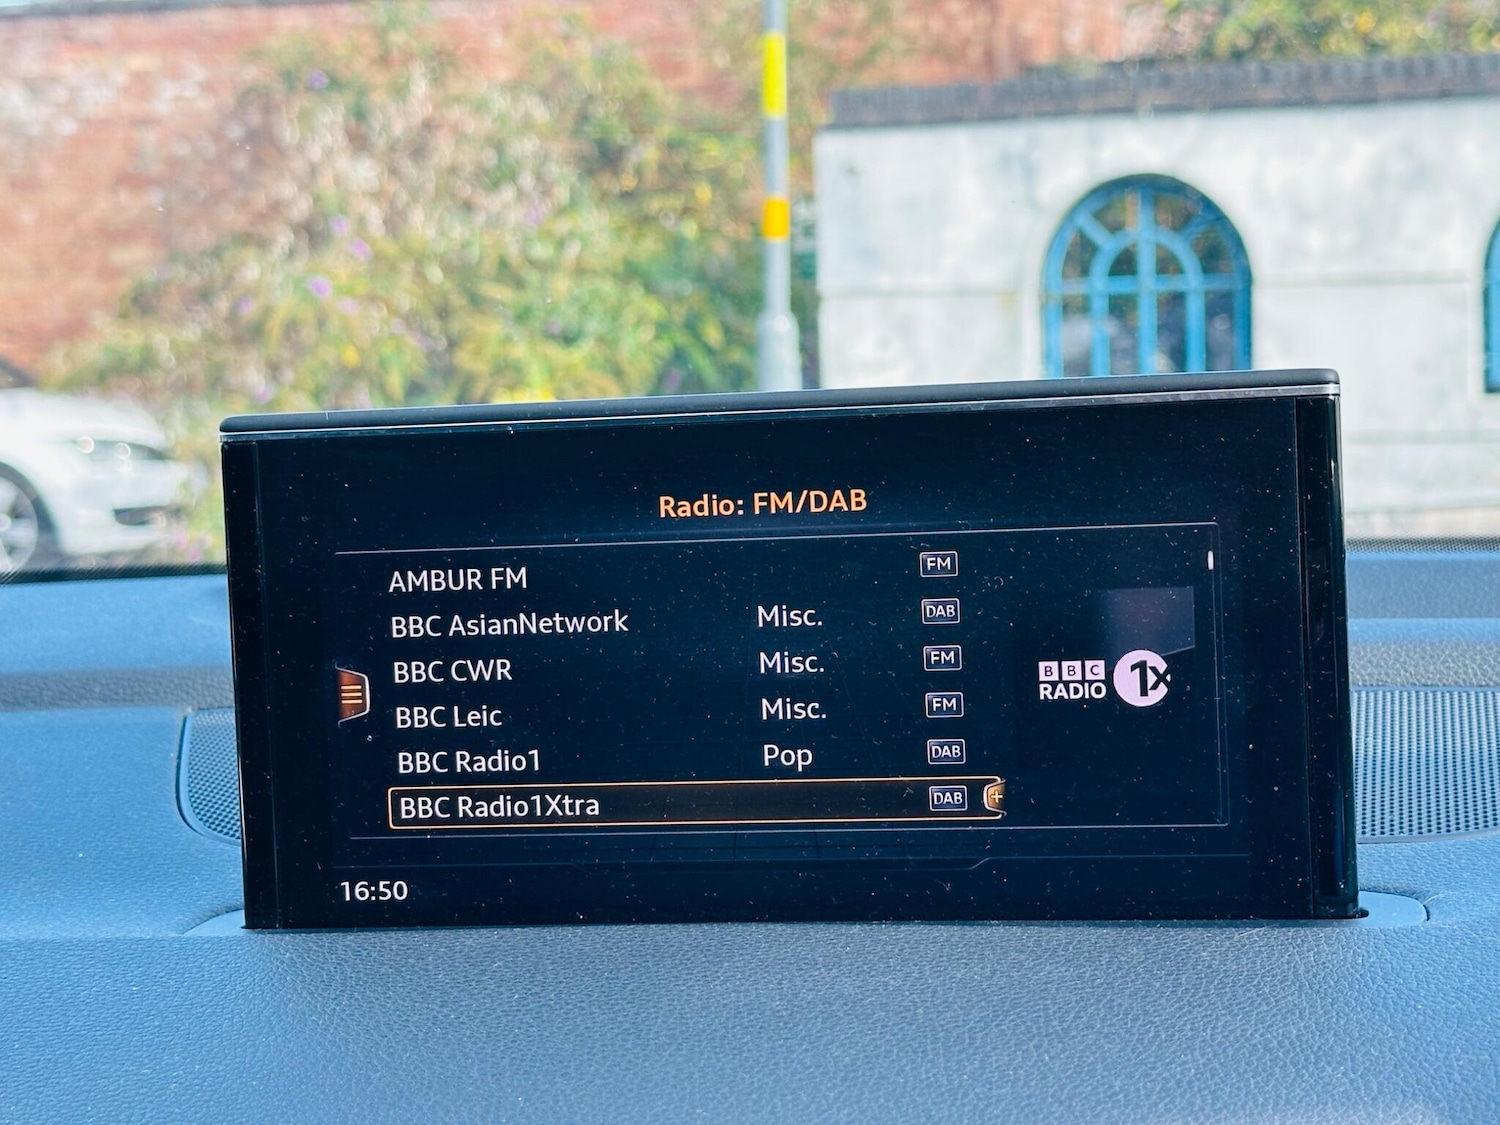 Radio: FM/DAB
AMBUR FM FM
BBC AsianNetwork Misc. DAB
BBC CWR Misc. FM
BBC Leic Misc. FM
BBC Radio1 Pop DAB
BBC Radio1Xtra DAB +
BBC
RADIO 1X
16:50